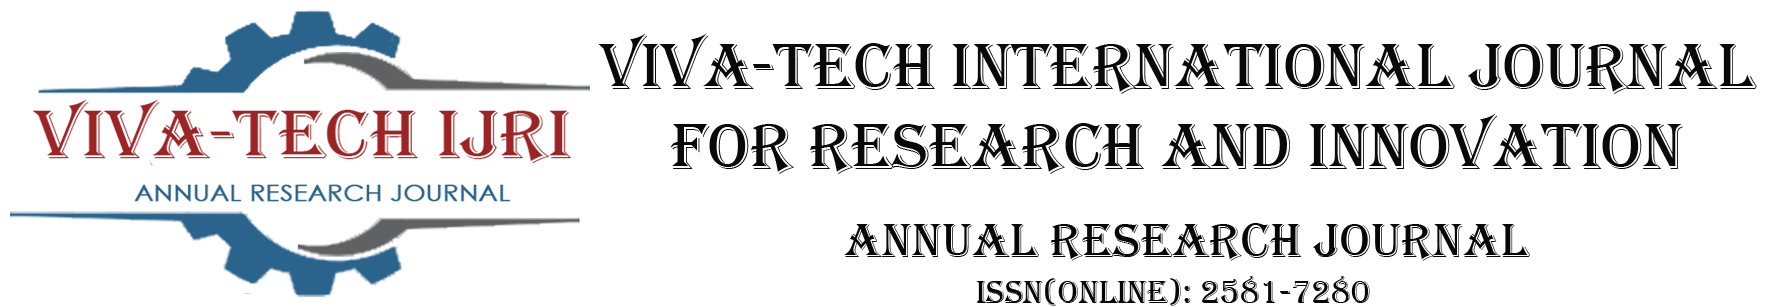 VIVA-TECH IJRI
ANNUAL RESEARCH JOURNAL
VIVA-TECH INTERNATIONAL JOURNAL
FOR RESEARCH AND INNOVATION
ANNUAL RESEARCH JOURNAL
ISSN(ONLINE): 2581-7280